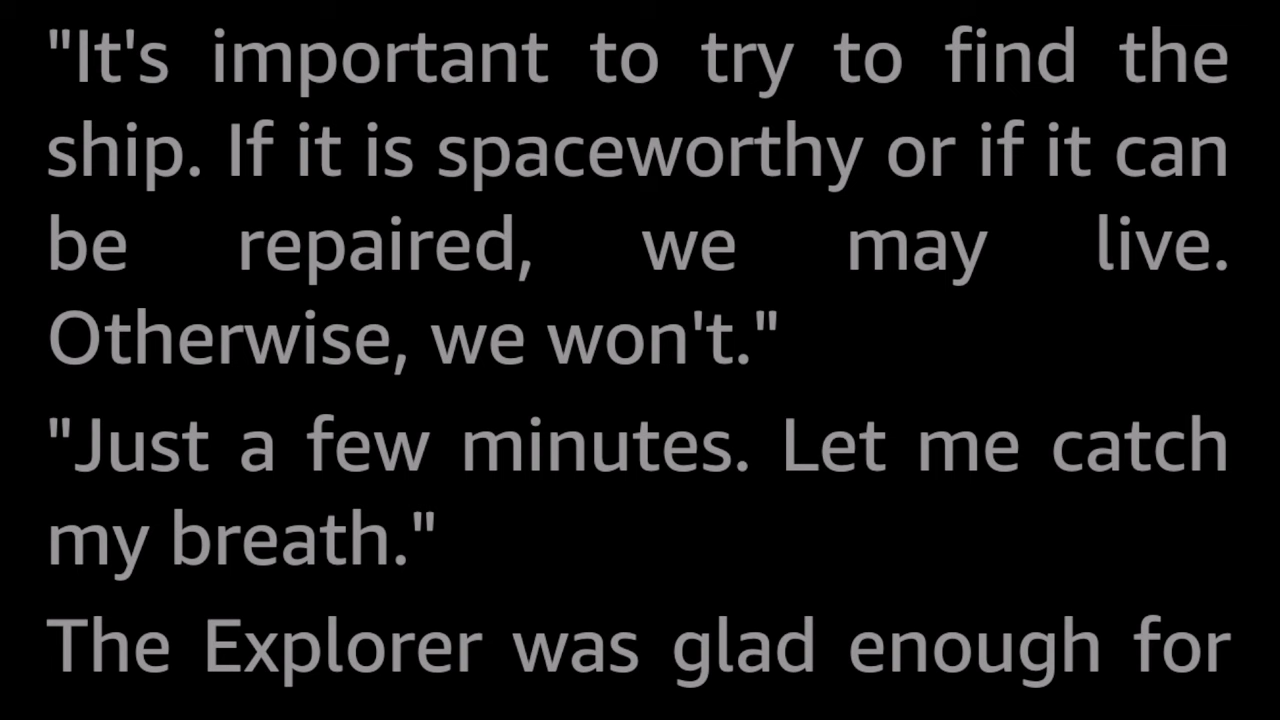 "It's important to try to find the
ship. If it is spaceworthy or if it can
be repaired, we may live.
Otherwise, we won't."
"Just a few minutes. Let me catch
my breath."
The Explorer was glad enough for